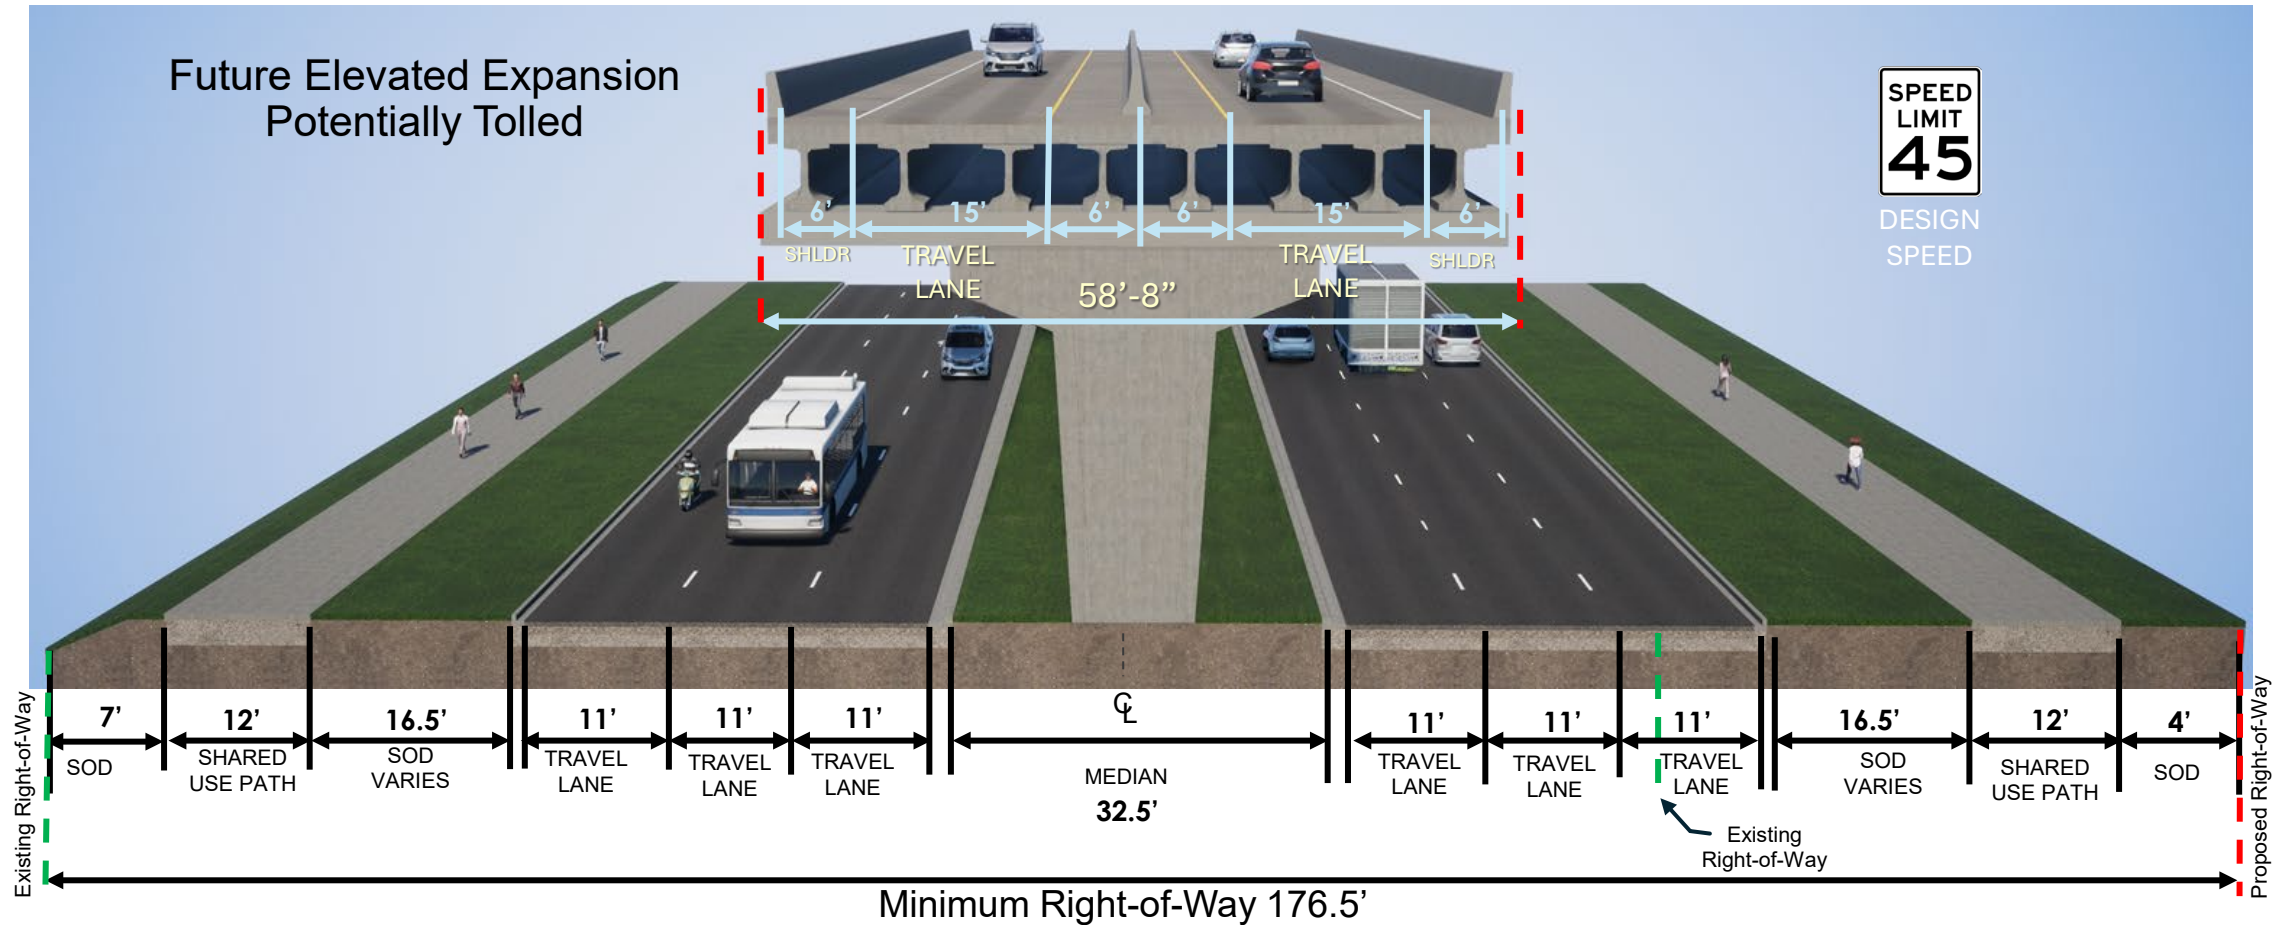 Future Elevated Expansion
Potentially Tolled
SPEED
LIMIT
45
DESIGN
SPEED
6’ 15’ 6’ 6’ 15’ 6’
SHLDR
TRAVEL
LANE
TRAVEL
LANE
SHLDR
58’-8”
Existing Right-of-Way
7’
SOD
12’
SHARED
USE PATH
16.5’
SOD
VARIES
11’
TRAVEL
LANE
11’
TRAVEL
LANE
11’
TRAVEL
LANE
CL
MEDIAN
32.5’
11’
TRAVEL
LANE
11’
TRAVEL
LANE
11’
TRAVEL
LANE
Existing
Right-of-Way
16.5’
SOD
VARIES
12’
SHARED
USE PATH
4’
SOD
Proposed Right-of-Way
Minimum Right-of-Way 176.5’